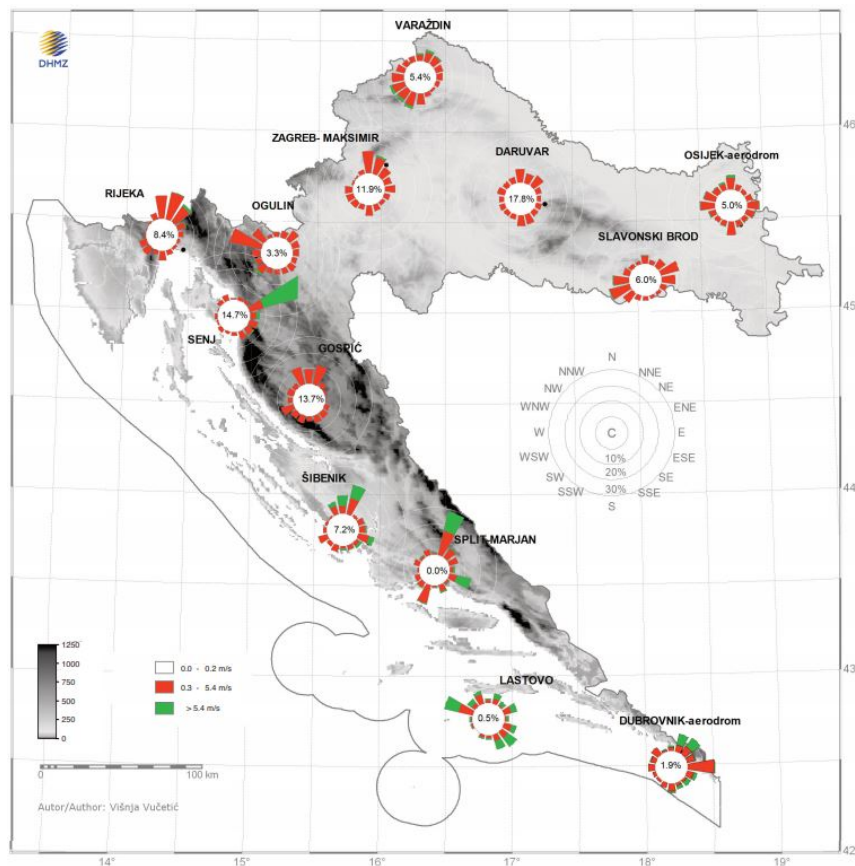 DHMZ
VARAŽDIN
5.4%
46
ZAGREB- MAKSIMIR
11.9%
DARUVAR
17.8%
OSIJEK-aerodrom
5.0%
RIJEKA
8.4%
OGULIN
3.3%
SLAVONSKI BROD
6.0%
45
14.7%
SENJ
GOSPIĆ
13.7%
N
NNW
NNE
NW
NE
WNW
ENE
W
C
E
WSW
ESE
10%
SW
SE
20%
SSW
SSE
30%
S
44
ŠIBENIK
7.2%
SPLIT-MARJAN
0.0%
1250
1000
750
500
250
0
0.0 - 0.2 m/s
0.3 - 5.4 m/s
> 5.4 m/s
43
LASTOVO
0.5%
DUBROVNIK-aerodrom
1.9%
0
100 km
Autor/Author: Višnja Vučetić
42
14°
15°
16°
17°
18°
19°